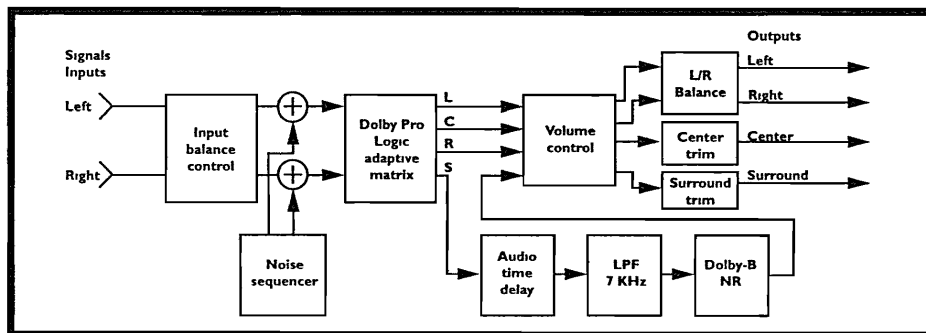 Signals
Inputs
Left
Right
Input
balance
control
Noise
sequencer
Dolby Pro
Logic
adaptive
matrix
L
C
R
S
Audio
time
delay
LPF
7 KHz
Dolby-B
NR
Volume
control
L/R
Balance
Center
trim
Surround
trim
Outputs
Left
Right
Center
Surround